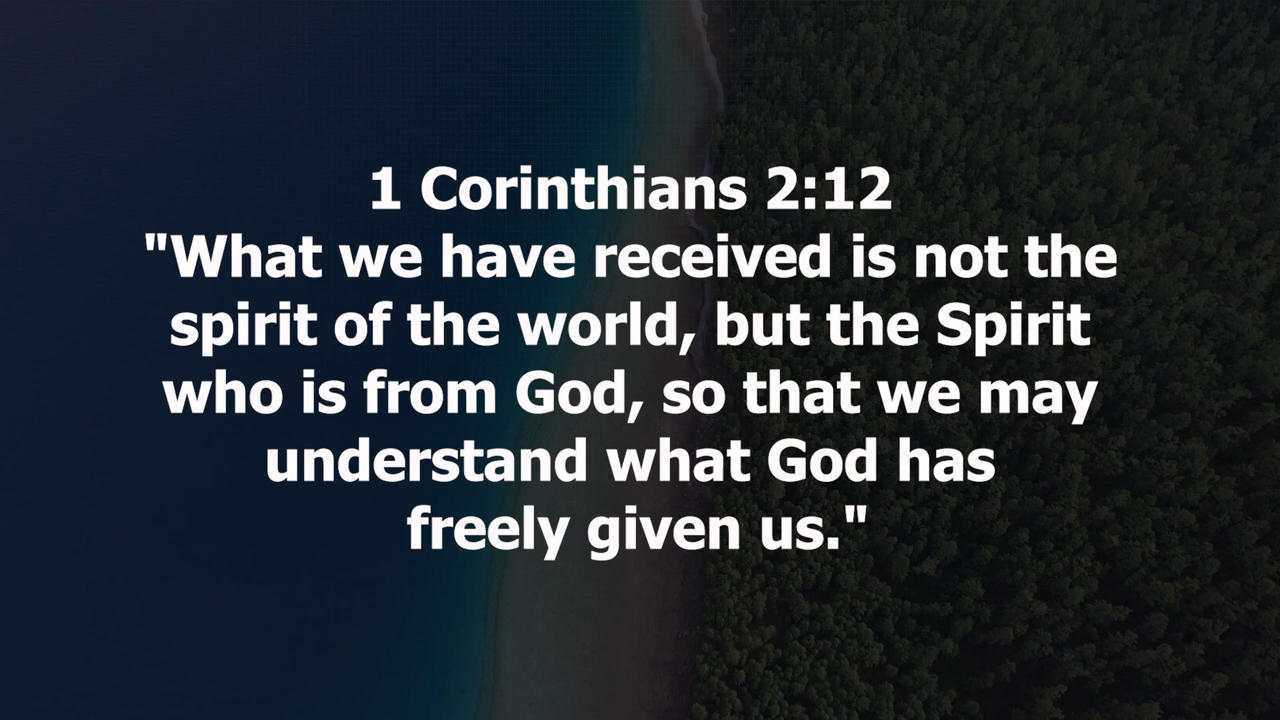 1 Corinthians 2:12
"What we have received is not the
spirit of the world, but the Spirit
who is from God, so that we may
understand what God has
freely given us."